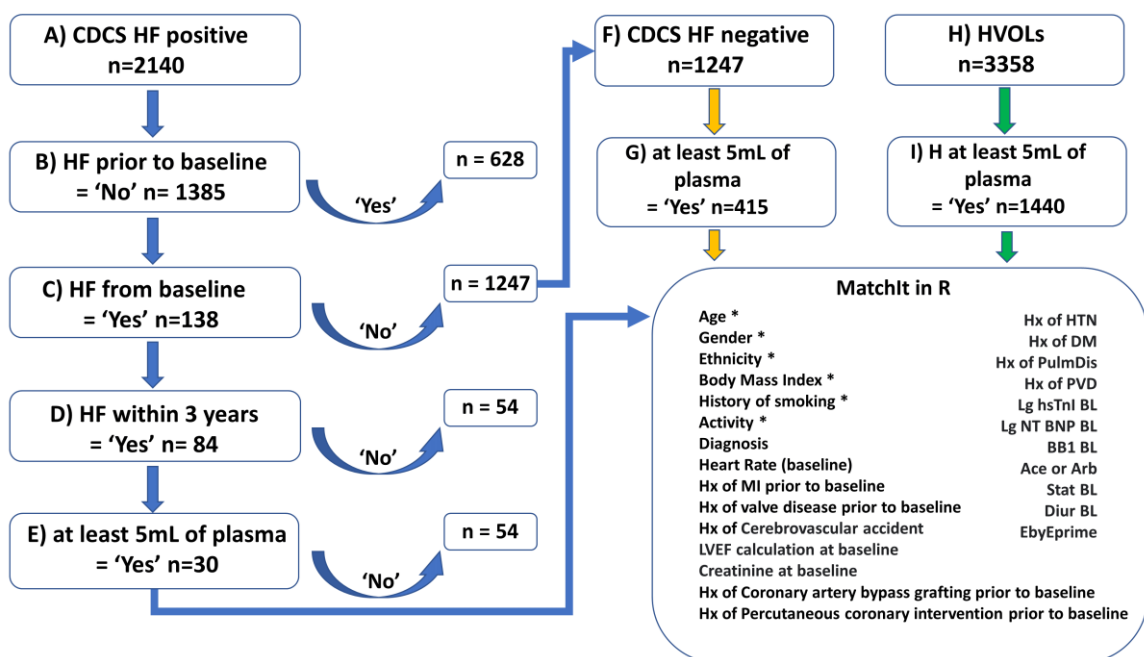 A) CDCS HF positive
n=2140
B) HF prior to baseline
= ‘No’ n= 1385
‘Yes’
n = 628
C) HF from baseline
= ‘Yes’ n=138
‘No’
n = 1247
D) HF within 3 years
= ‘Yes’ n= 84
‘No’
n = 54
E) at least 5mL of plasma
= ‘Yes’ n=30
‘No’
n = 54
F) CDCS HF negative
n=1247
G) at least 5mL of
plasma
= ‘Yes’ n=415
H) HVOLs
n=3358
I) H at least 5mL of
plasma
= ‘Yes’ n=1440
MatchIt in R
Age *
Gender *
Ethnicity *
Body Mass Index *
History of smoking *
Activity *
Diagnosis
Heart Rate (baseline)
Hx of MI prior to baseline
Hx of valve disease prior to baseline
Hx of Cerebrovascular accident
LVEF calculation at baseline
Creatinine at baseline
Hx of Coronary artery bypass grafting prior to baseline
Hx of Percutaneous coronary intervention prior to baseline
Hx of HTN
Hx of DM
Hx of PulmDis
Hx of PVD
Lg hsTnI BL
Lg NT BNP BL
BB1 BL
Ace or Arb
Stat BL
Diur BL
EbyEprime